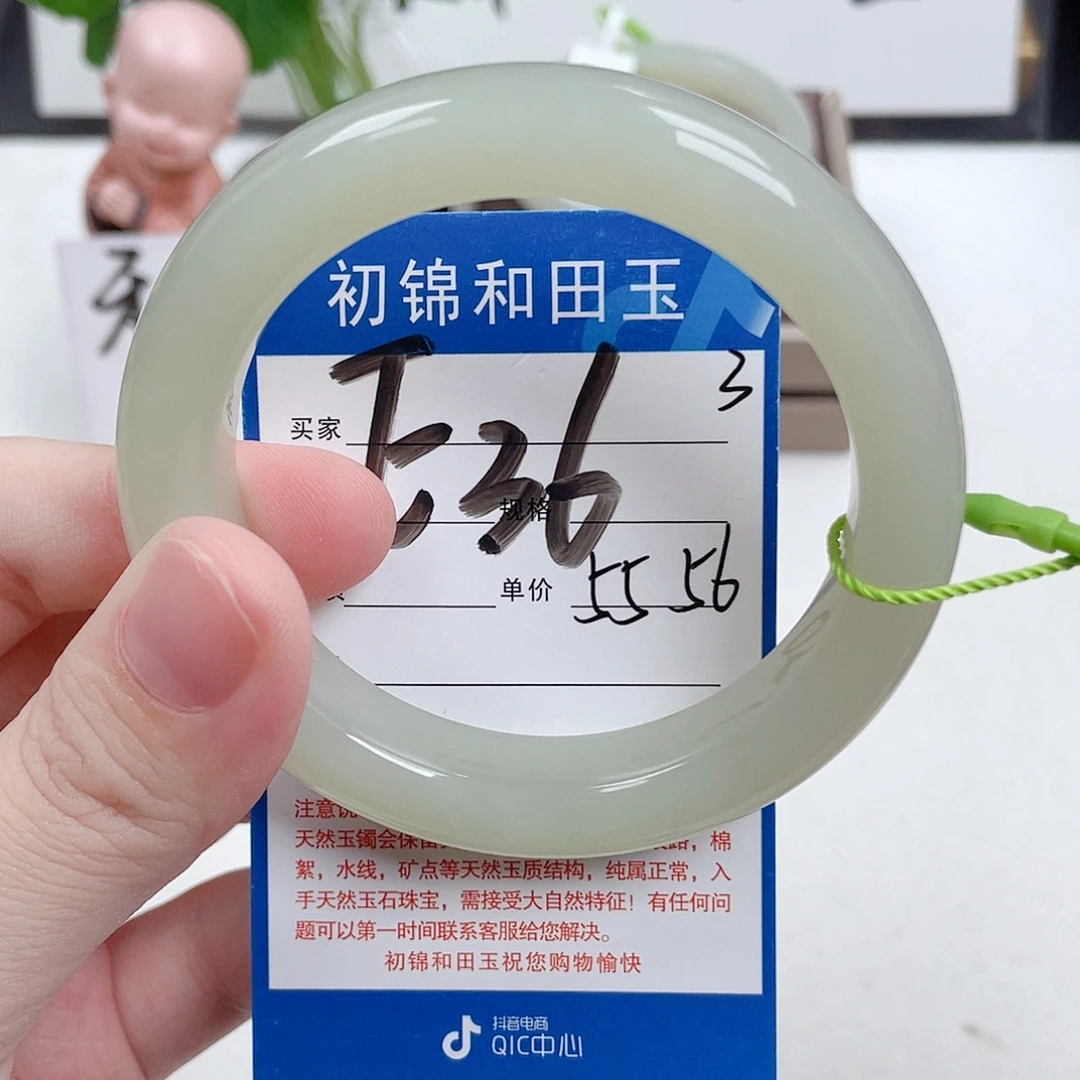 初锦和田玉
3
买家
规格
单价 55 56
天然玉镯会保
，棉
絮，水线，矿点等天然玉质结构，纯属正常，入
手天然玉石珠宝，需接受大自然特征！有任何问
题可以第一时间联系客服给您解决。
初锦和田玉祝您购物愉快
抖音电商
QIC中心